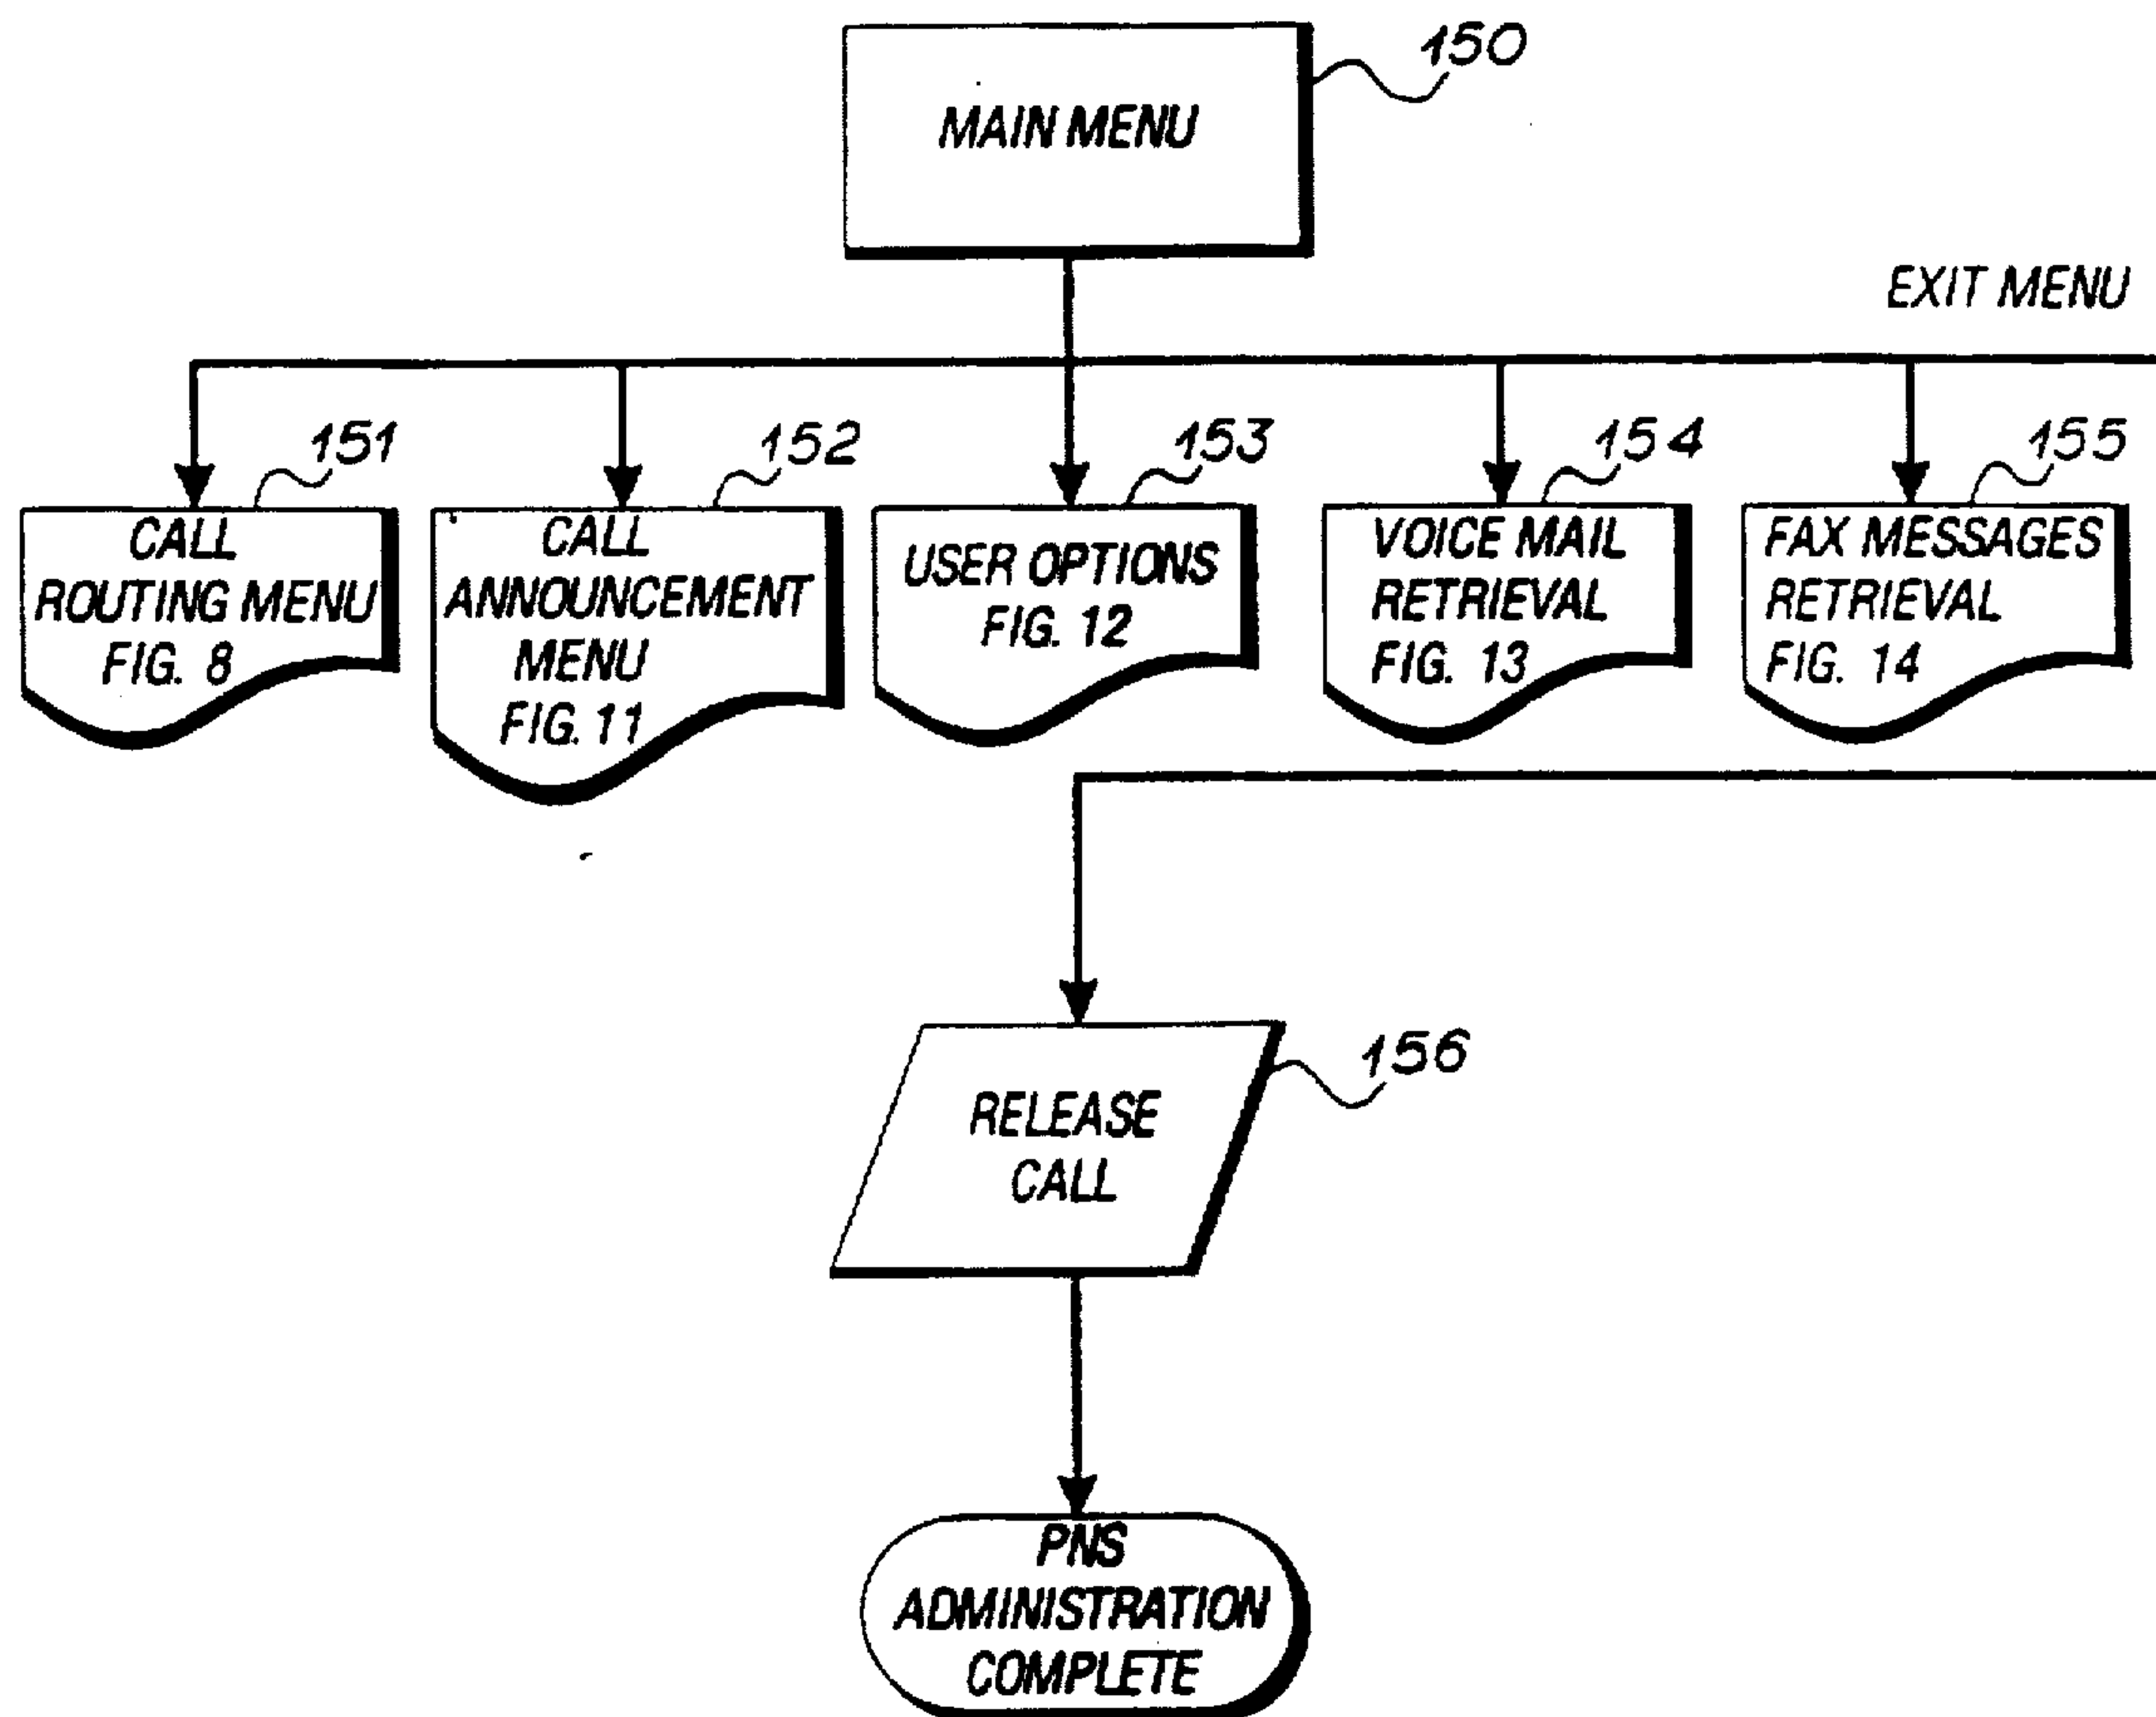 150
MAIN MENU
EXIT MENU
151
152
153
154
155
CALL
ROUTING MENU
FIG. 8
CALL
ANNOUNCEMENT
MENU
FIG. 11
USER OPTIONS
FIG. 12
VOICE MAIL
RETRIEVAL
FIG. 13
FAX MESSAGES
RETRIEVAL
FIG. 14
156
RELEASE
CALL
PNS
ADMINISTRATION
COMPLETE